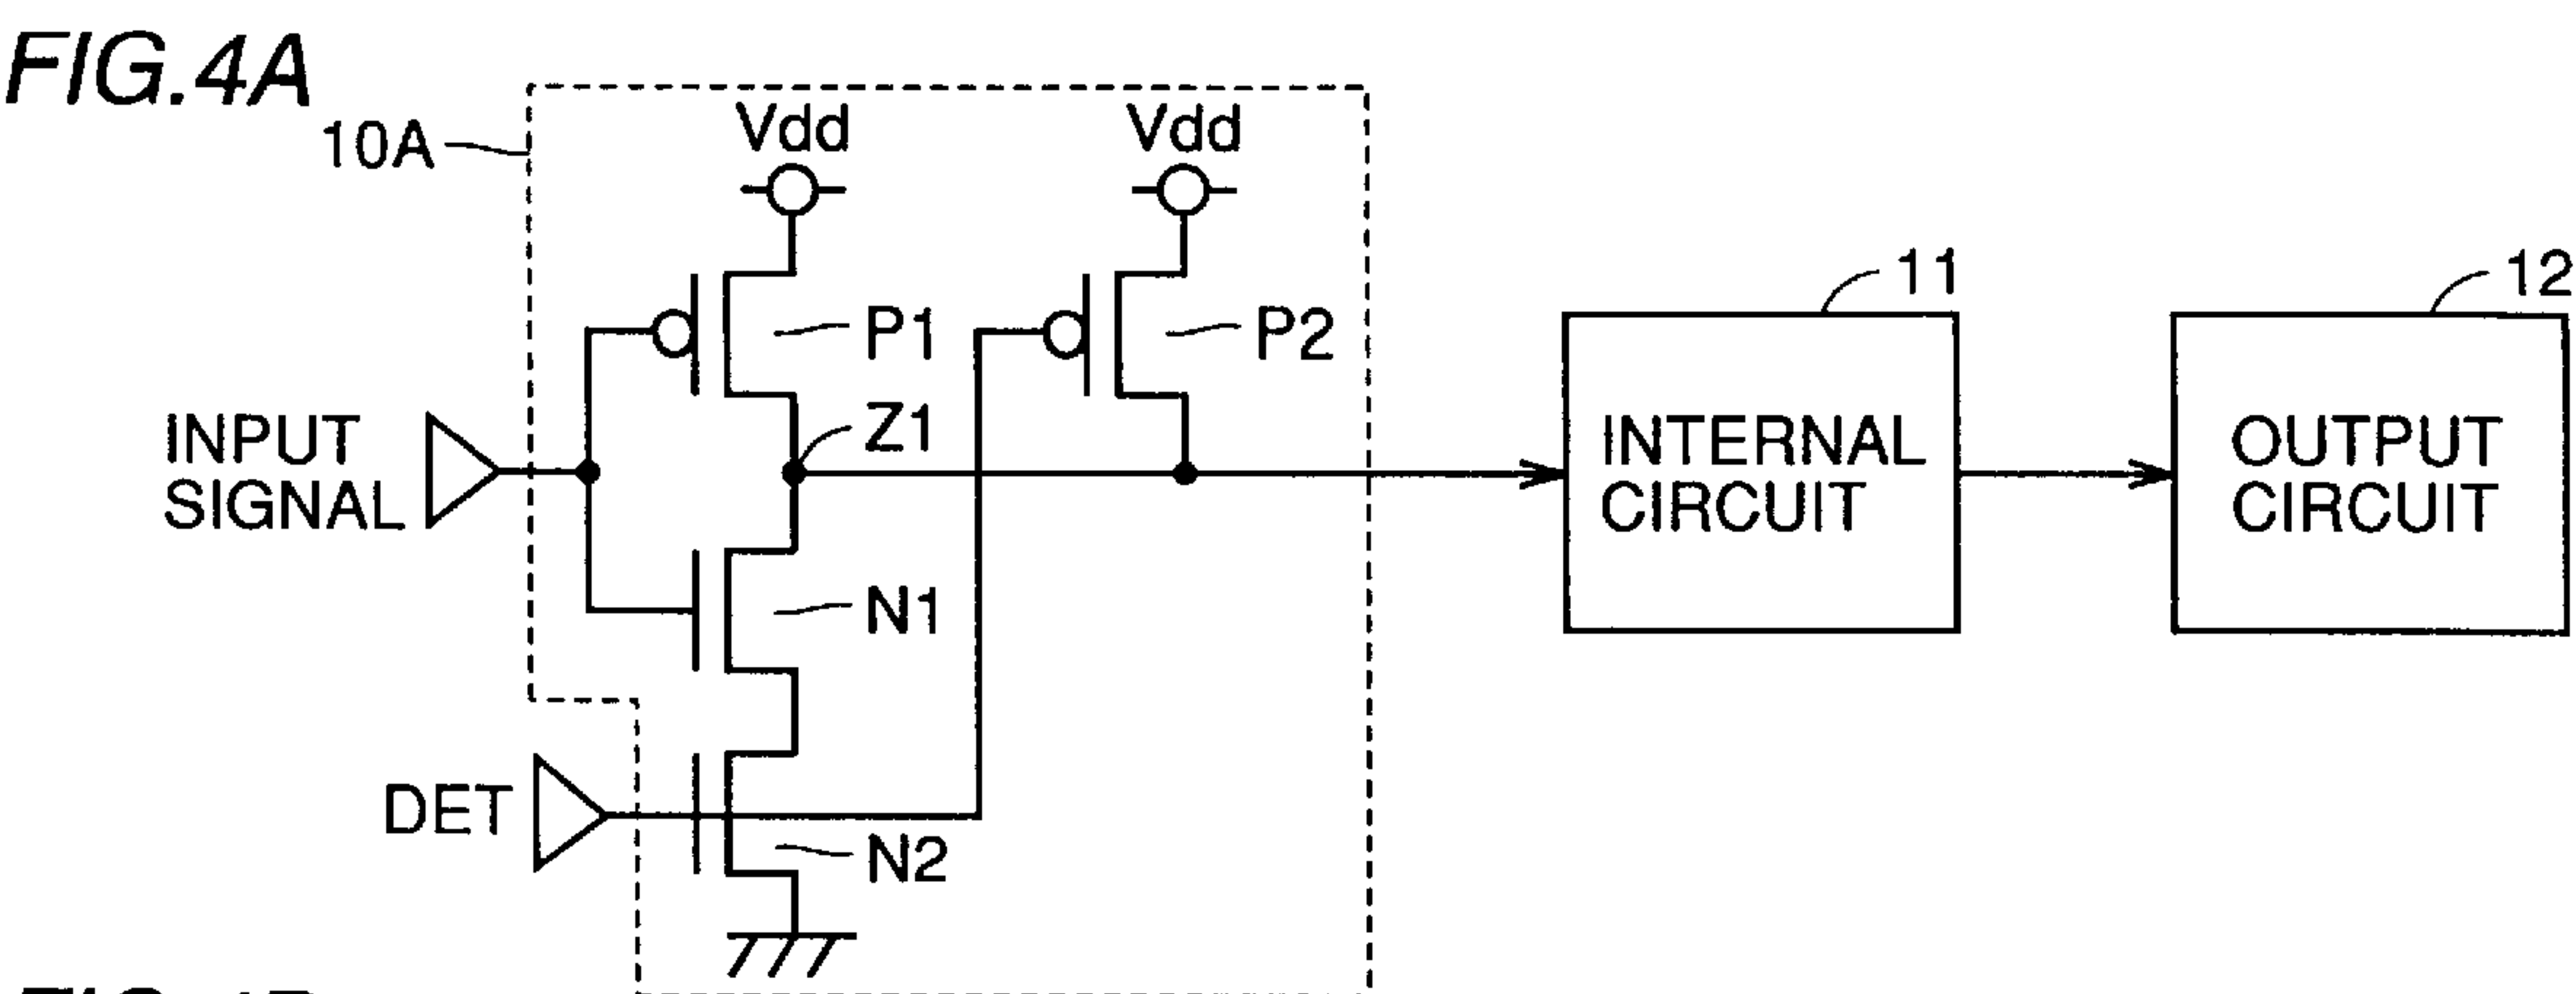 FIG.4A
10A
Vdd
Vdd
P1
P2
11
12
Z1
INPUT
SIGNAL
INTERNAL
CIRCUIT
OUTPUT
CIRCUIT
N1
DET
N2